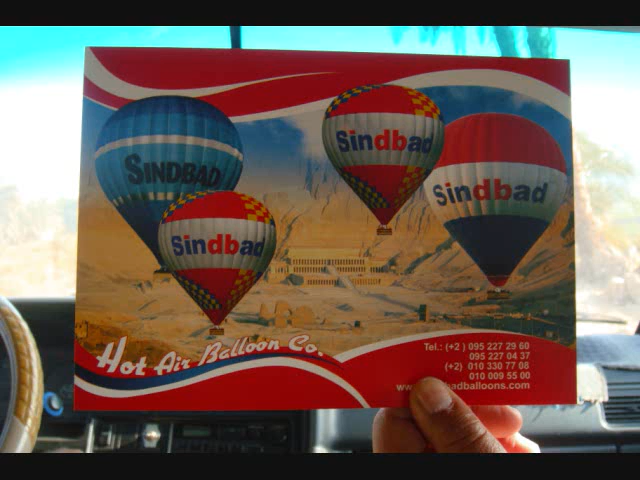 SINDBAD
Sindbad
Sindbad
Sindbad
Hot Air Balloon Co.
Tel.: (+2 ) 095 227 29 60
095 227 04 37
(+2) 010 330 77 08
010 009 55 00